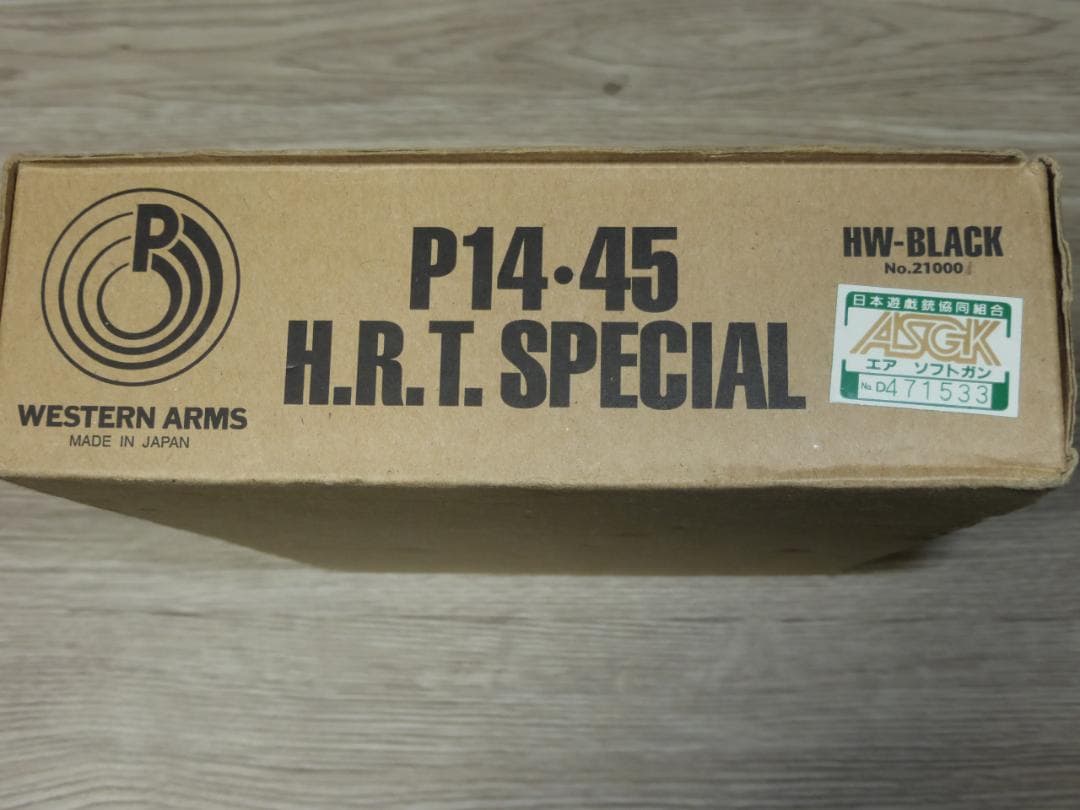 P
WESTERN ARMS
MADE IN JAPAN
P14·45
H.R.T. SPECIAL
HW-BLACK
No.21000
日本遊戯銃協同組合
ASGK
エア ソフトガン
No. D471533